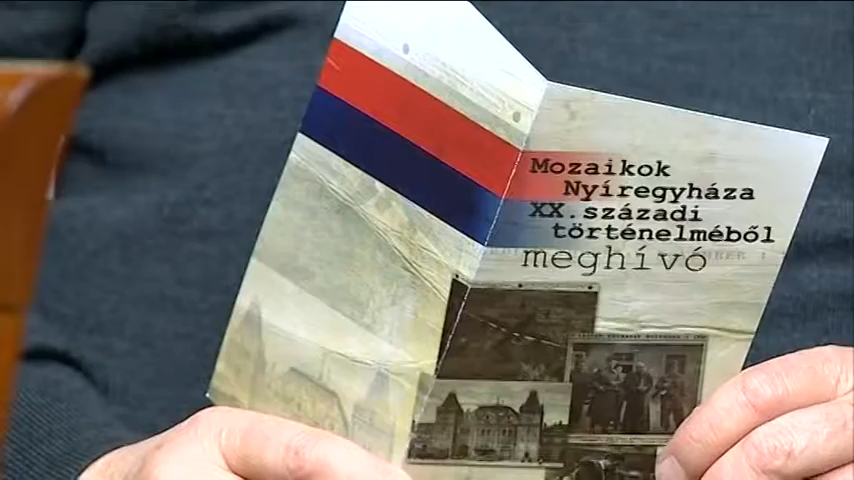 Mozaikok
Nyíregyháza
XX.századi
történelméből
meghívó